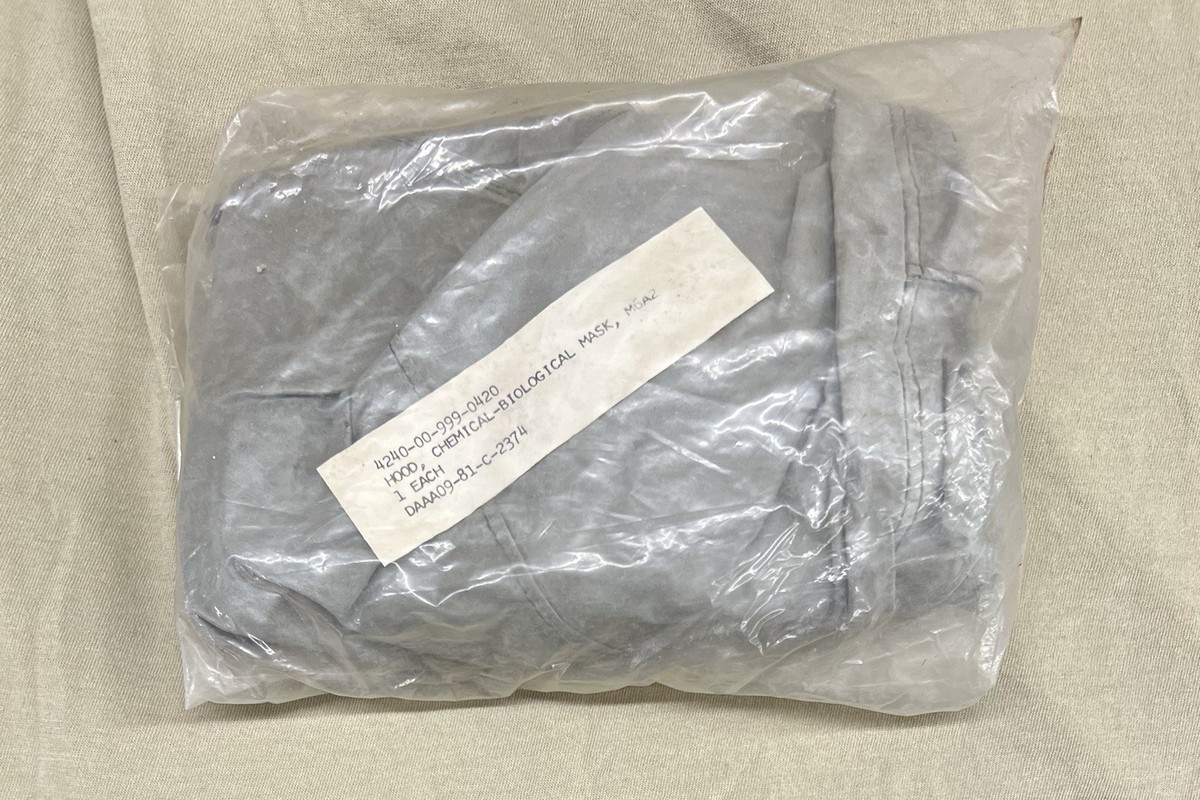 4240-00-999-0420
HOOD, CHEMICAL-BIOLOGICAL MASK, M6A2
1 EACH
DAAA09-81-C-2374